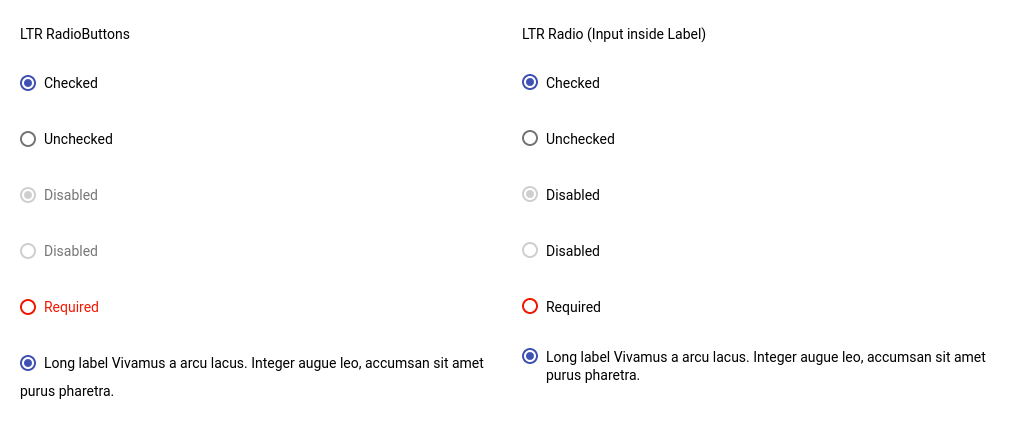 LTR RadioButtons
Checked
Unchecked
Disabled
Disabled
Required
Long label Vivamus a arcu lacus. Integer augue leo, accumsan sit amet
purus pharetra.
LTR Radio (Input inside Label)
Checked
Unchecked
Disabled
Disabled
Required
Long label Vivamus a arcu lacus. Integer augue leo, accumsan sit amet
purus pharetra.